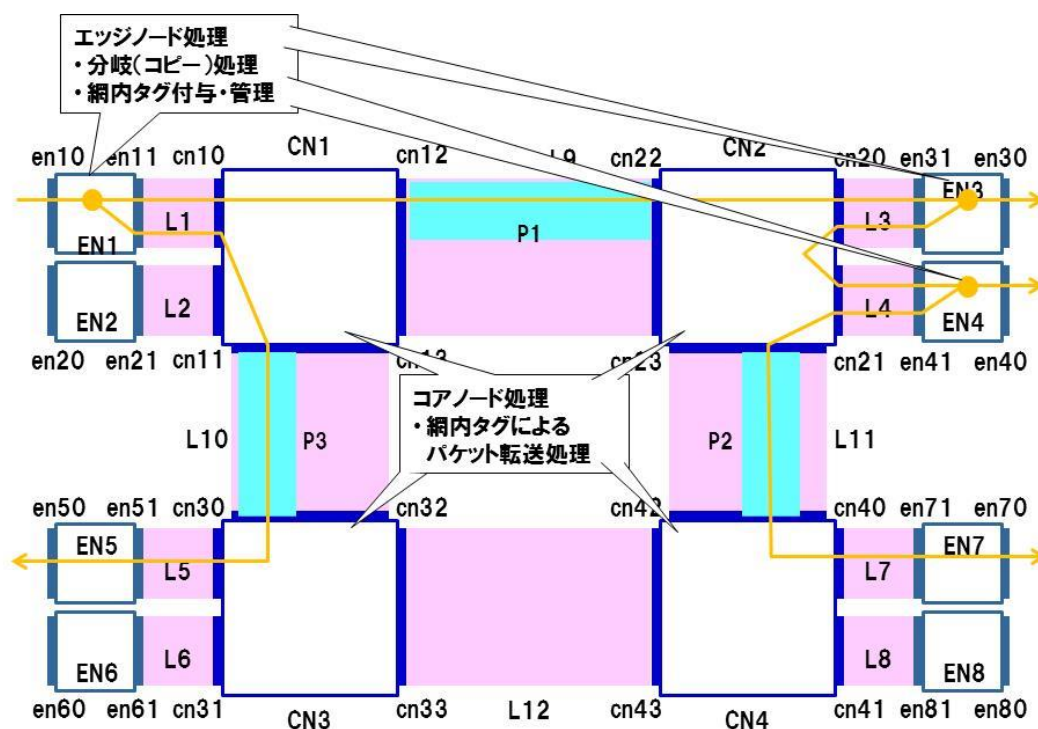 エッジノード処理
・分岐(コピー)処理
・網内タグ付与・管理
en10 en11 cn10 CN1 cn12 L9 cn22 CN2 cn20 en31 en30
EN1 L1 P1 L3 EN3
EN2 L2 L4 EN4
en20 en21 cn11 cn13 cn23 cn21 en41 en40
コアノード処理
・網内タグによる
パケット転送処理
L10 P3 P2 L11
en50 en51 cn30 cn32 cn42 cn40 en71 en70
EN5 L5 L7 EN7
EN6 L6 L8 EN8
en60 en61 cn31 CN3 cn33 L12 cn43 CN4 cn41 en81 en80